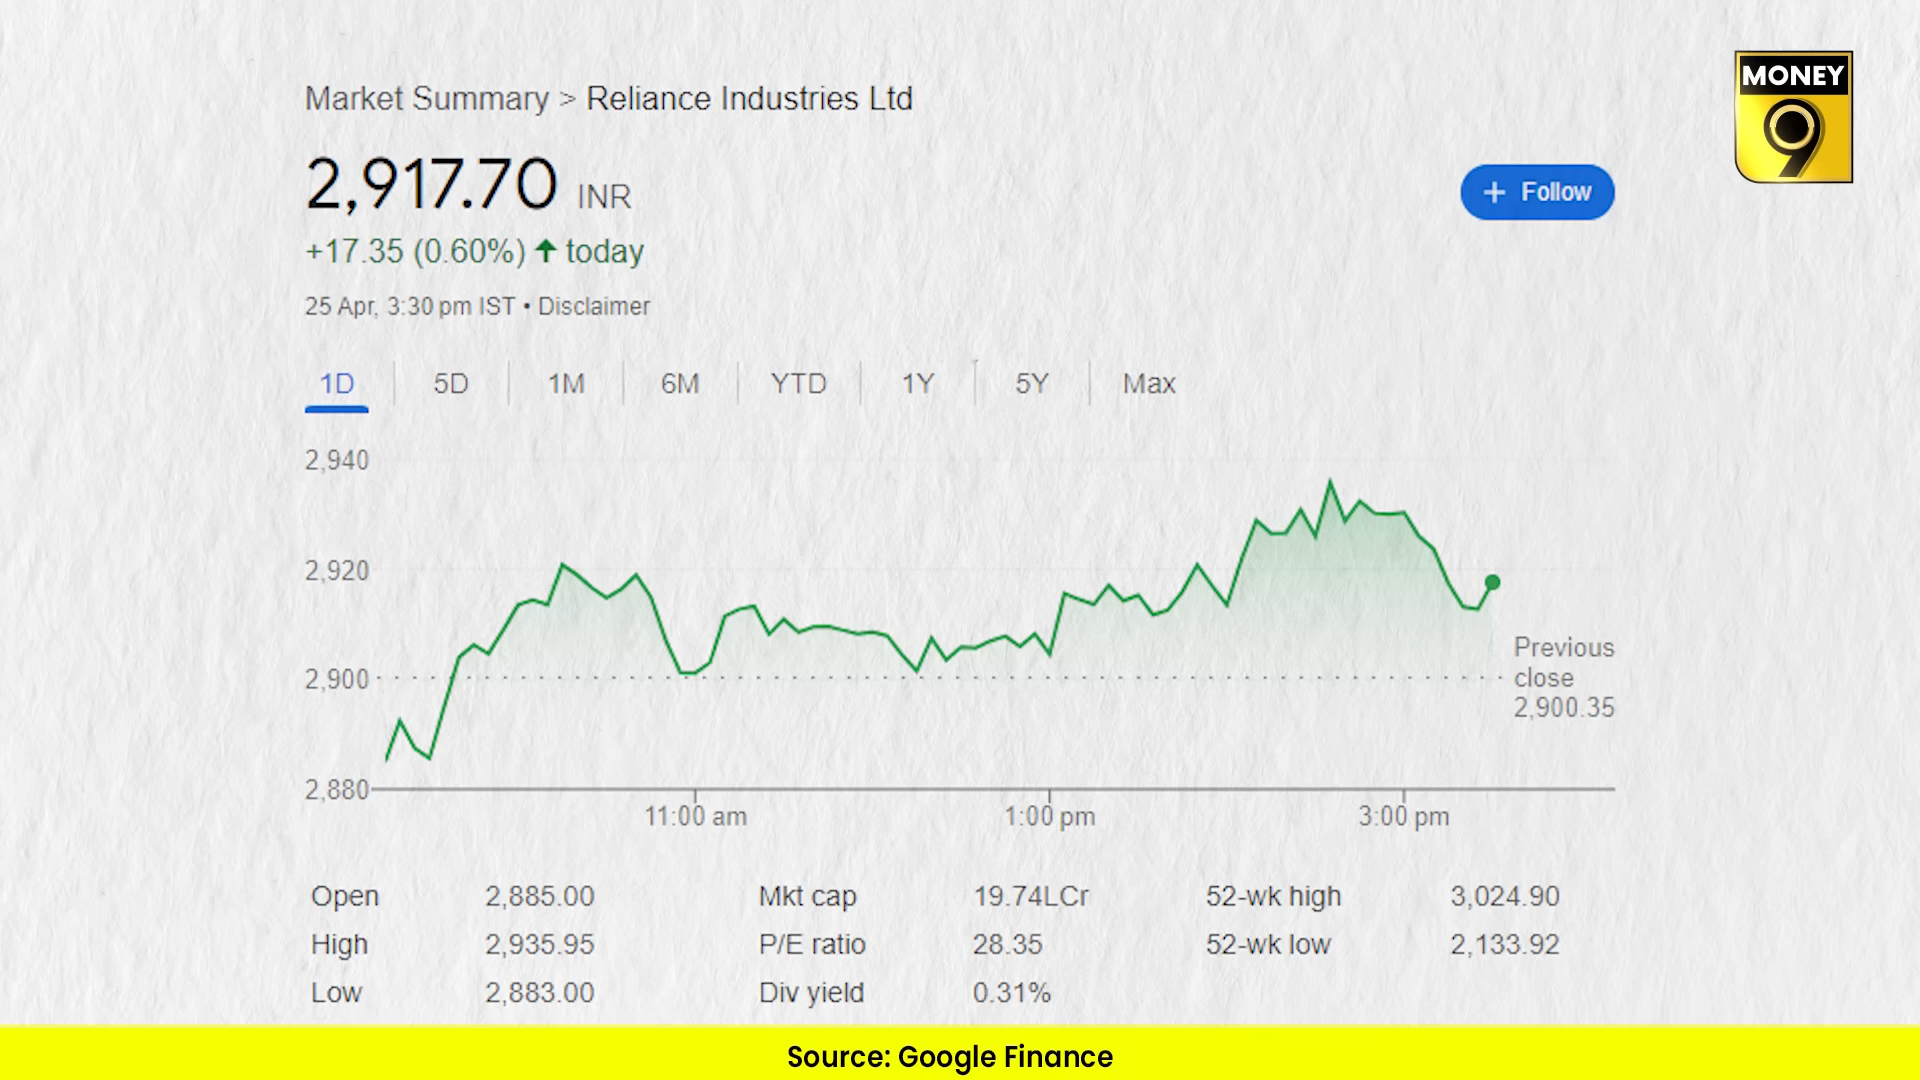 MONEY
9
Market Summary > Reliance Industries Ltd
2,917.70 INR
+ Follow
+17.35 (0.60%) ↑ today
25 Apr, 3:30 pm IST • Disclaimer
1D 5D 1M 6M YTD 1Y 5Y Max
2,940
2,920
2,900
2,880
Previous
close
2,900.35
11:00 am 1:00 pm 3:00 pm
Open 2,885.00 Mkt cap 19.74LCr 52-wk high 3,024.90
High 2,935.95 P/E ratio 28.35 52-wk low 2,133.92
Low 2,883.00 Div yield 0.31%
Source: Google Finance